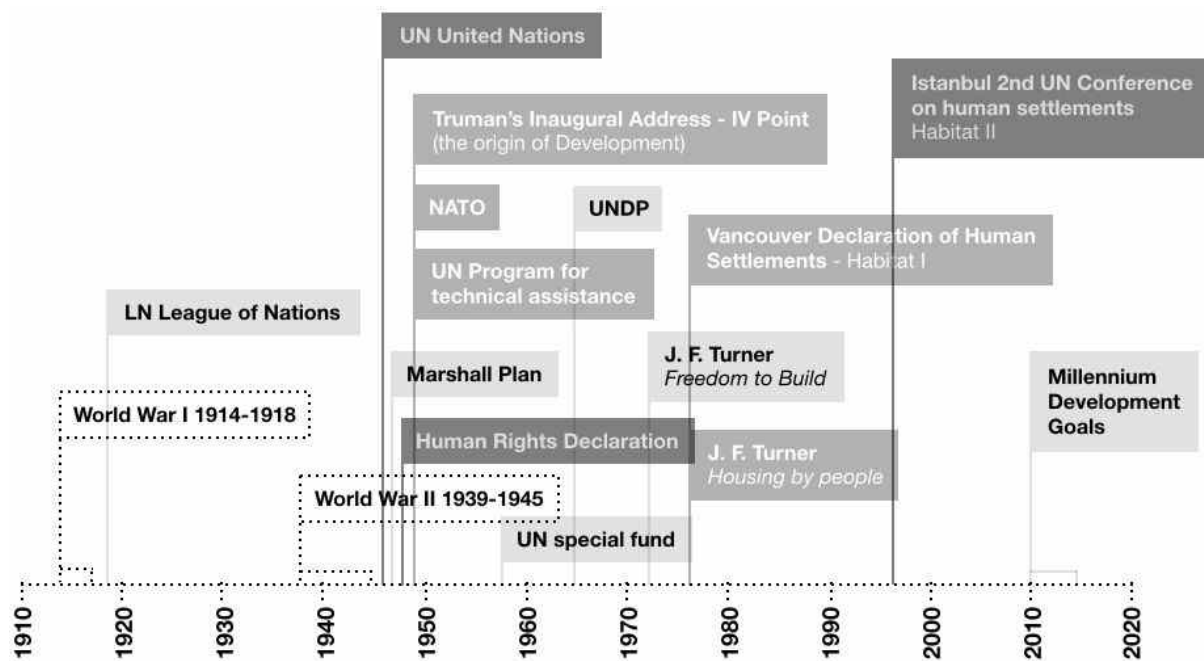 UN United Nations
Istanbul 2nd UN Conference
on human settlements
Habitat II
Truman's Inaugural Address - IV Point
(the origin of Development)
NATO
UNDP
Vancouver Declaration of Human
Settlements - Habitat I
UN Program for
technical assistance
LN League of Nations
J. F. Turner
Freedom to Build
Marshall Plan
Millennium
Development
Goals
World War I 1914-1918
Human Rights Declaration
J. F. Turner
Housing by people
World War II 1939-1945
UN special fund
1910
1920
1930
1940
1950
1960
1970
1980
1990
2000
2010
2020